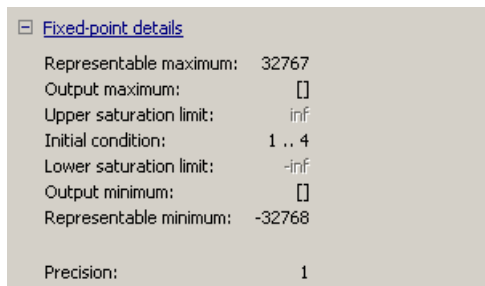 Fixed-point details
Representable maximum: 32767
Output maximum: []
Upper saturation limit: inf
Initial condition: 1 .. 4
Lower saturation limit: -inf
Output minimum: []
Representable minimum: -32768
Precision: 1